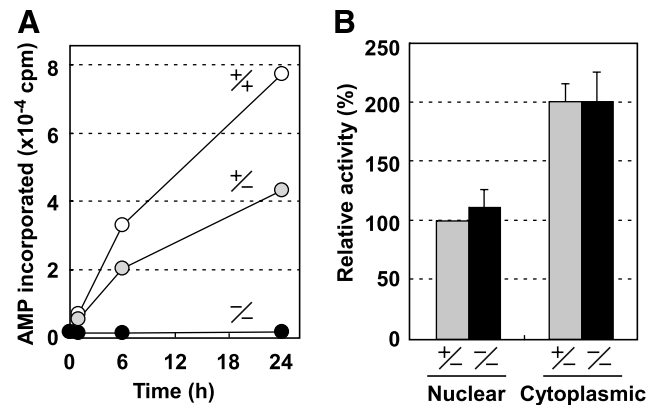 A
AMP incorporated (x10-4 cpm)
8
6
4
2
0
+/+
+/−
−/−
0 6 12 18 24
Time (h)
B
Relative activity (%)
250
200
150
100
50
0
+/− −/− +/− −/−
Nuclear Cytoplasmic